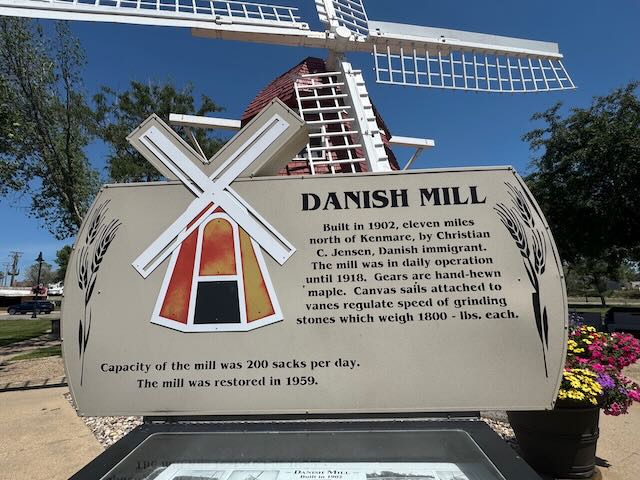 DANISH MILL
Built in 1902, eleven miles
north of Kenmare, by Christian
C. Jensen, Danish immigrant.
The mill was in daily operation
until 1918. Gears are hand-hewn
maple. Canvas sails attached to
vanes regulate speed of grinding
stones which weigh 1800 - lbs. each.
Capacity of the mill was 200 sacks per day.
The mill was restored in 1959.
DANISH MILL
Built in 1902